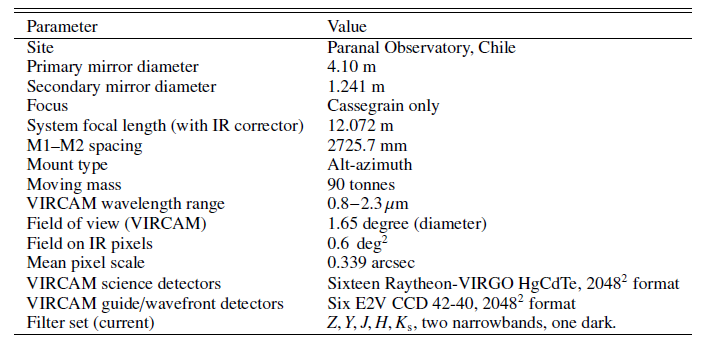 Parameter Value
Site Paranal Observatory, Chile
Primary mirror diameter 4.10 m
Secondary mirror diameter 1.241 m
Focus Cassegrain only
System focal length (with IR corrector) 12.072 m
M1–M2 spacing 2725.7 mm
Mount type Alt-azimuth
Moving mass 90 tonnes
VIRCAM wavelength range 0.8–2.3 μm
Field of view (VIRCAM) 1.65 degree (diameter)
Field on IR pixels 0.6 deg²
Mean pixel scale 0.339 arcsec
VIRCAM science detectors Sixteen Raytheon-VIRGO HgCdTe, 2048² format
VIRCAM guide/wavefront detectors Six E2V CCD 42-40, 2048² format
Filter set (current) Z, Y, J, H, Kₛ, two narrowbands, one dark.